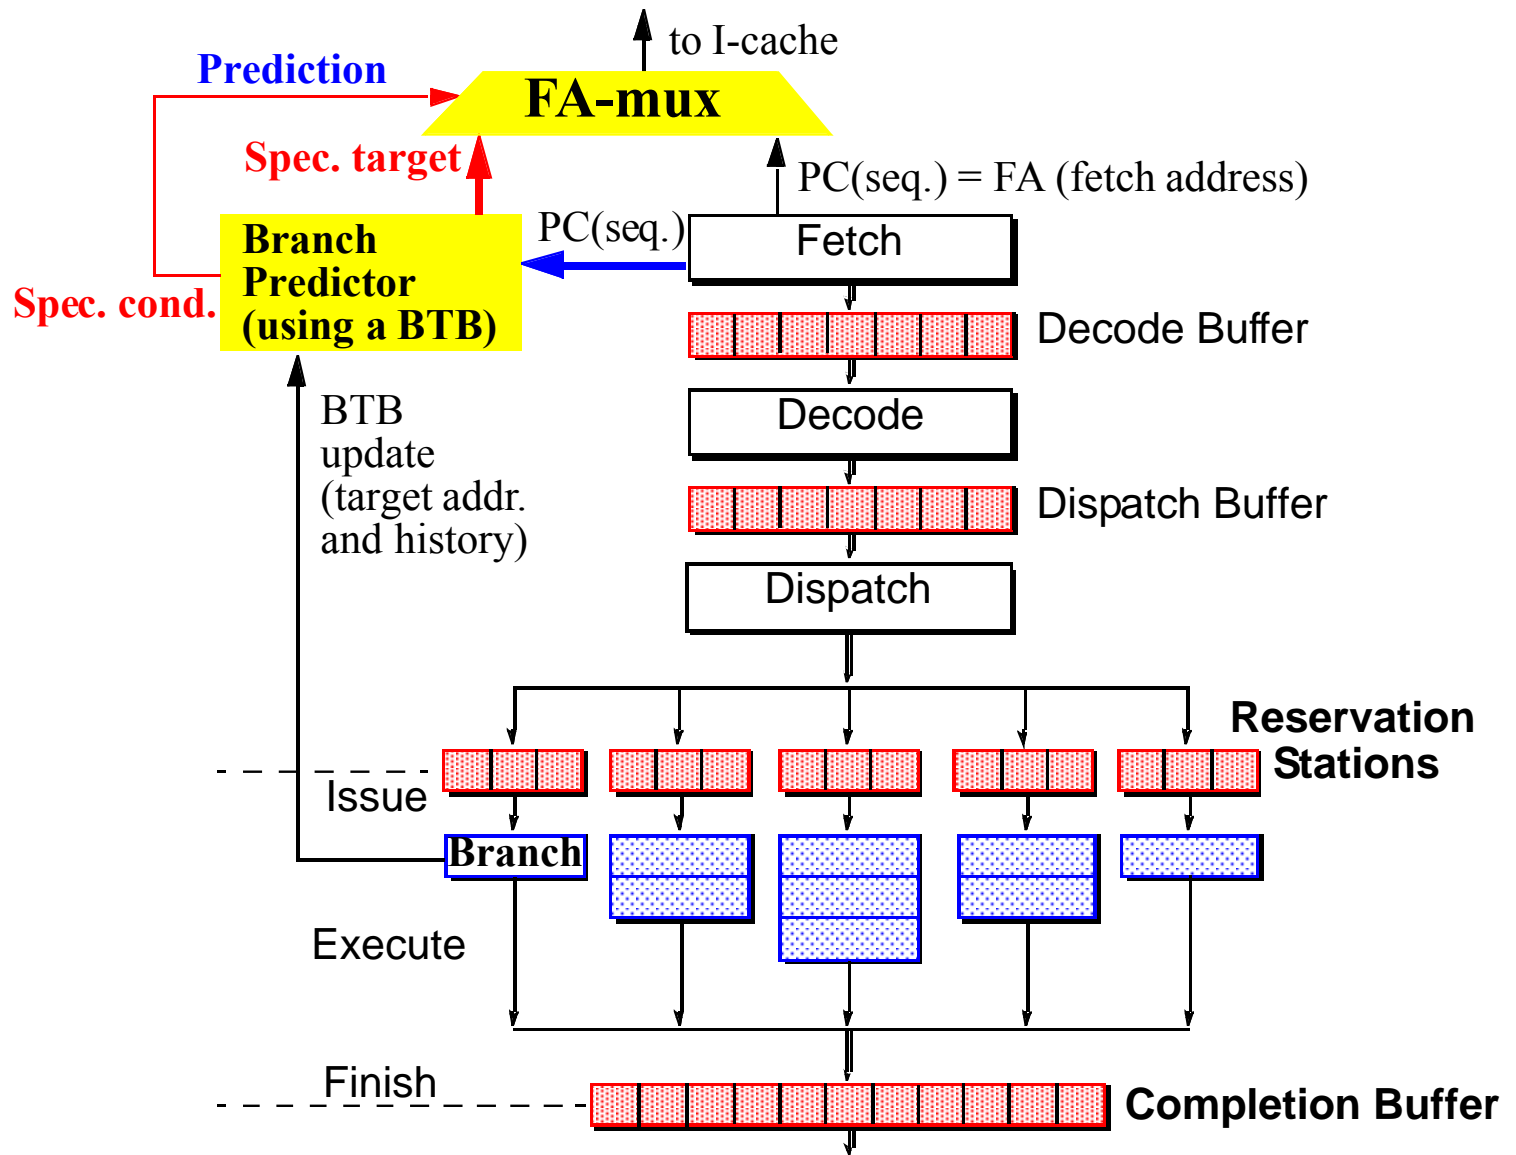 to I-cache
Prediction
FA-mux
Spec. target
PC(seq.) = FA (fetch address)
PC(seq.)
Fetch
Branch
Predictor
(using a BTB)
Spec. cond.
Decode Buffer
BTB
update
(target addr.
and history)
Decode
Dispatch Buffer
Dispatch
Reservation
Stations
Issue
Branch
Execute
Finish
Completion Buffer